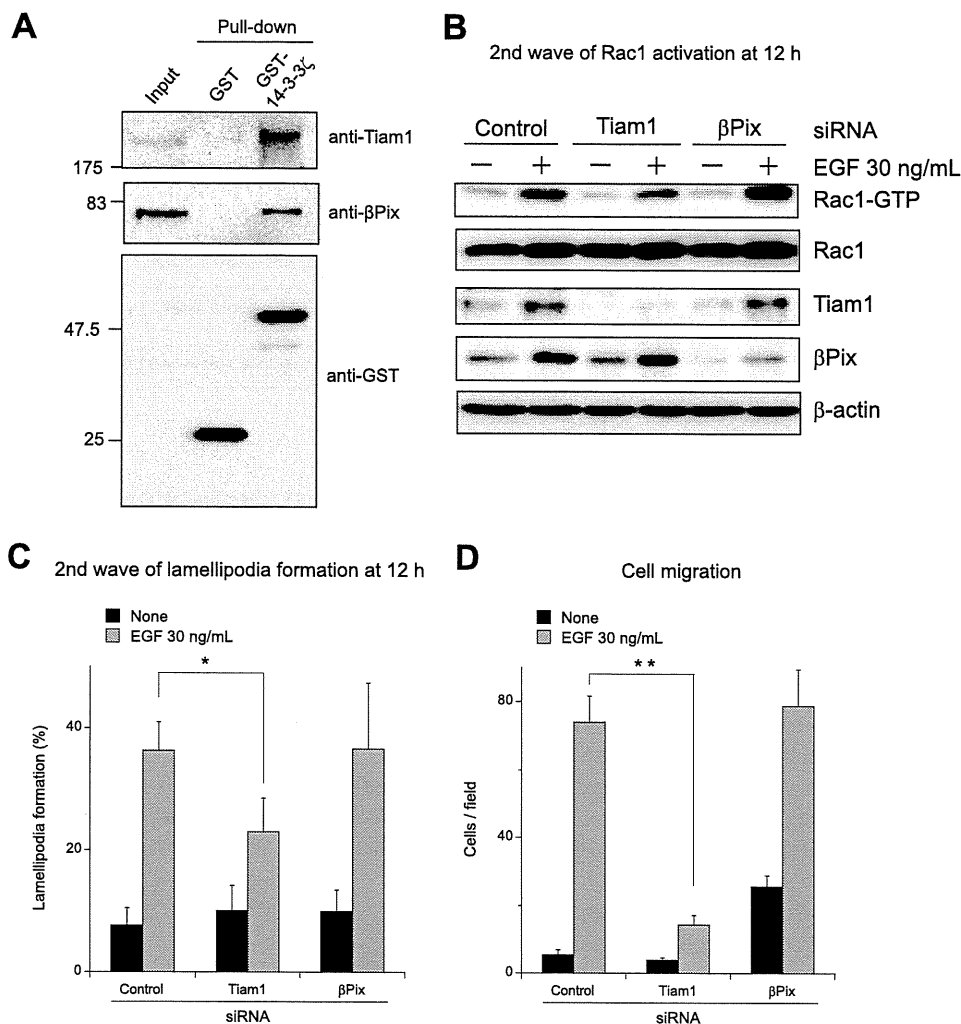 A
Pull-down
Input
GST
GST-
14-3-3ζ
anti-Tiam1
175
83
anti-βPix
47.5
anti-GST
25
B
2nd wave of Rac1 activation at 12 h
Control Tiam1 βPix siRNA
− + − + − + EGF 30 ng/mL
Rac1-GTP
Rac1
Tiam1
βPix
β-actin
C
2nd wave of lamellipodia formation at 12 h
None
EGF 30 ng/mL
*
Lamellipodia formation (%)
40
20
0
Control Tiam1 βPix
siRNA
D
Cell migration
None
EGF 30 ng/mL
**
Cells / field
80
40
0
Control Tiam1 βPix
siRNA